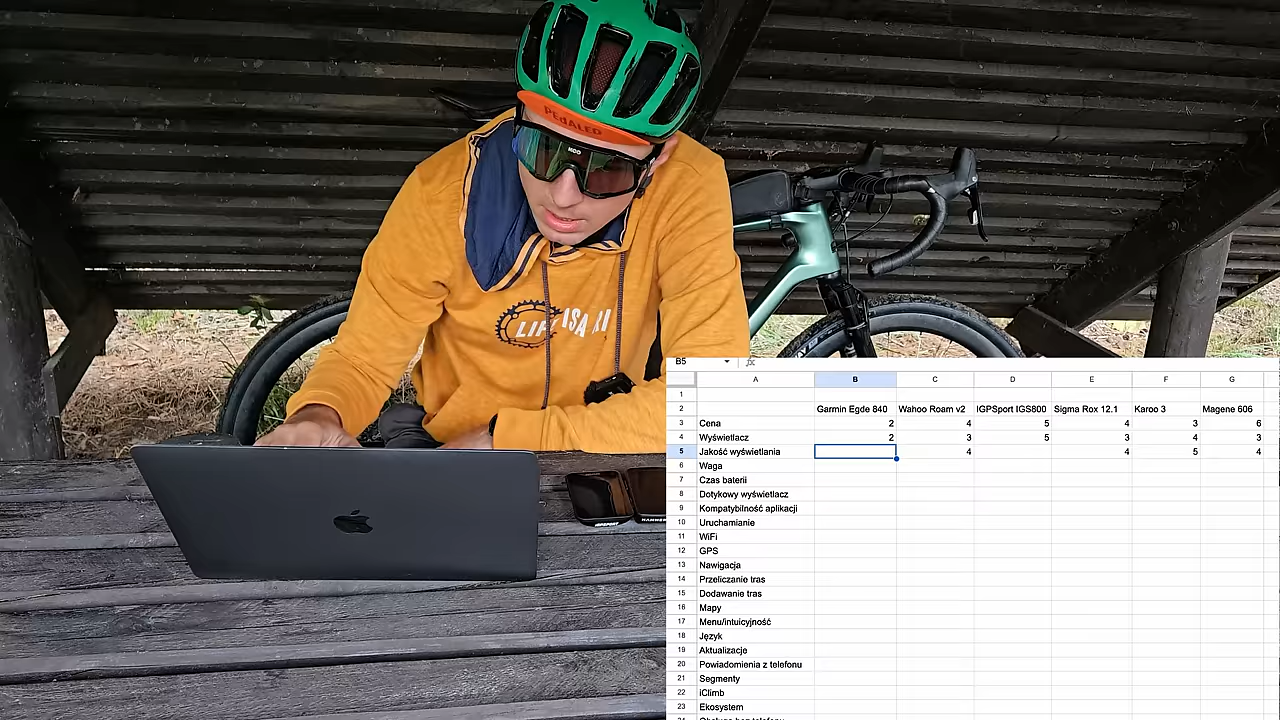 PEdALED
KOO
LIFE
IGPSPORT
HAMMERHEAD
B5
fx
A B C D E F G
1
2 Garmin Egde 840 Wahoo Roam v2 IGPSport IGS800 Sigma Rox 12.1 Karoo 3 Magene 606
3 Cena 2 4 5 4 3 6
4 Wyświetlacz 2 3 5 3 4 3
5 Jakość wyświetlania 4 4 5 4
6 Waga
7 Czas baterii
8 Dotykowy wyświetlacz
9 Kompatybilność aplikacji
10 Uruchamianie
11 WiFi
12 GPS
13 Nawigacja
14 Przeliczanie tras
15 Dodawanie tras
16 Mapy
17 Menu/intuicyjność
18 Język
19 Aktualizacje
20 Powiadomienia z telefonu
21 Segmenty
22 iClimb
23 Ekosystem